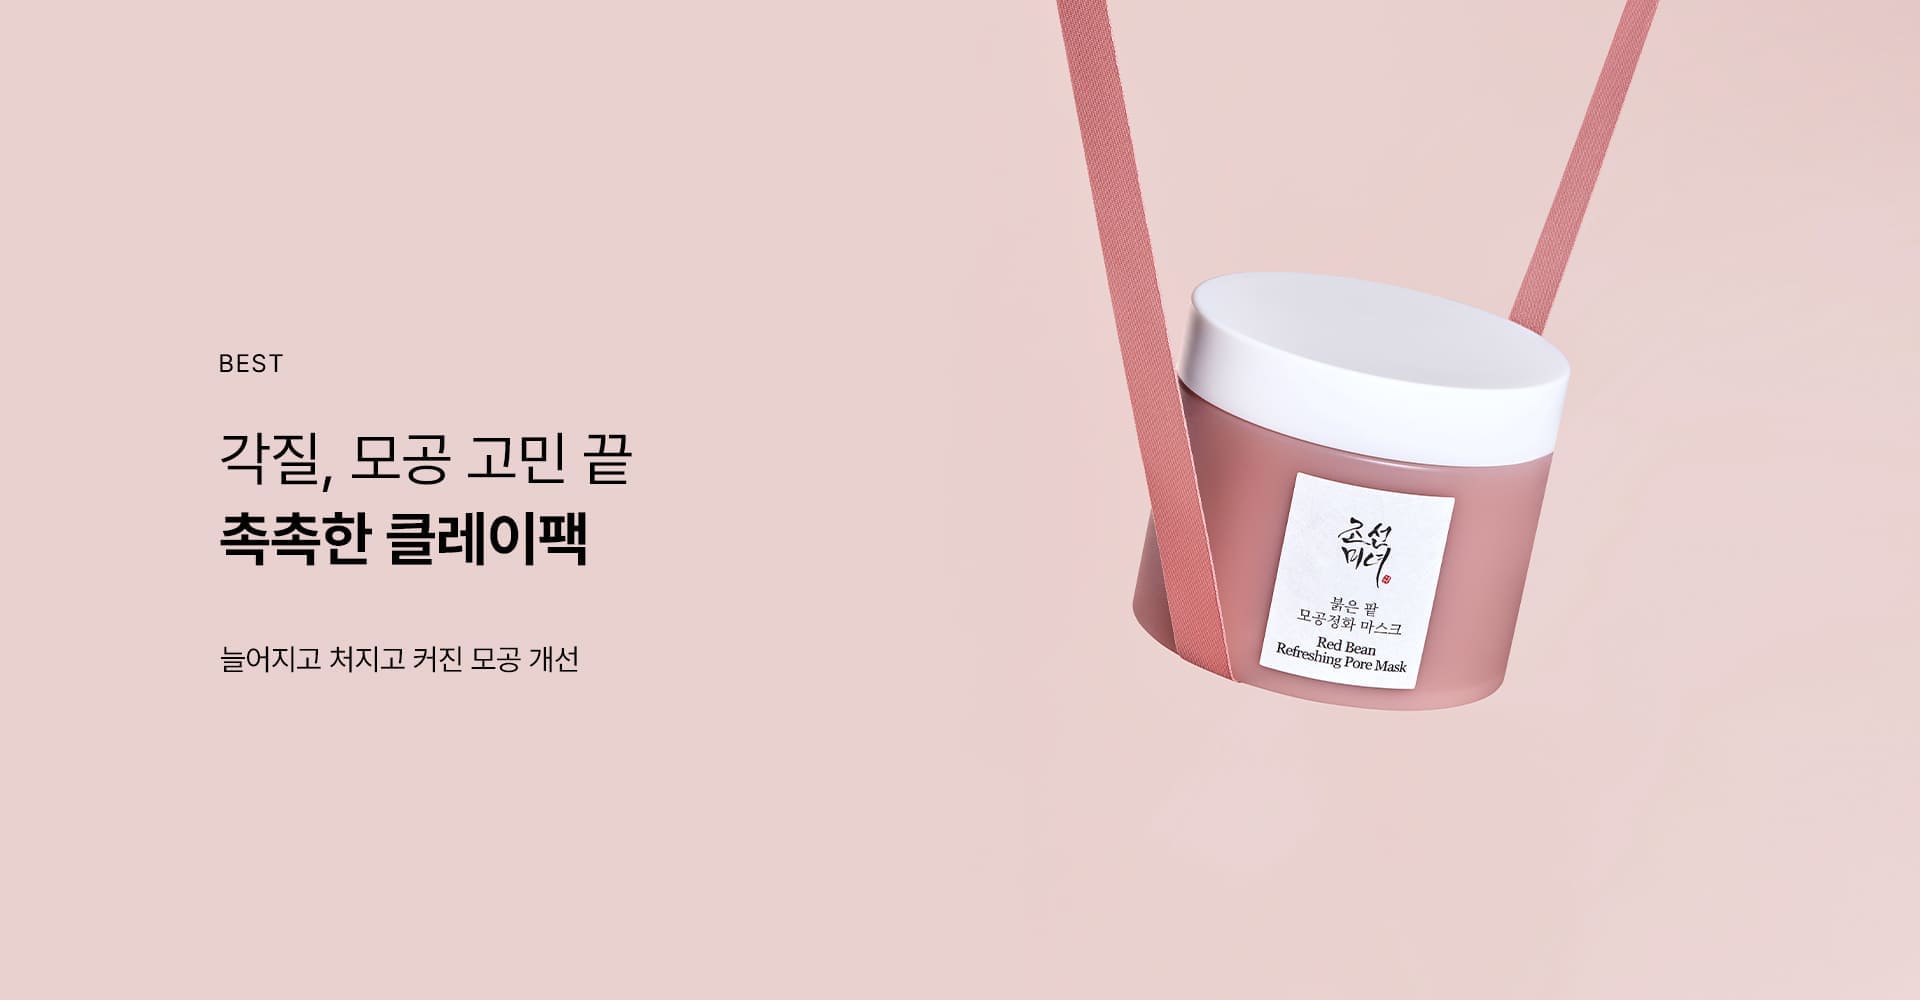 BEST
각질, 모공 고민 끝
촉촉한 클레이팩
늘어지고 처지고 커진 모공 개선
조선
미녀
붉은 팥
모공정화 마스크
Red Bean
Refreshing Pore Mask